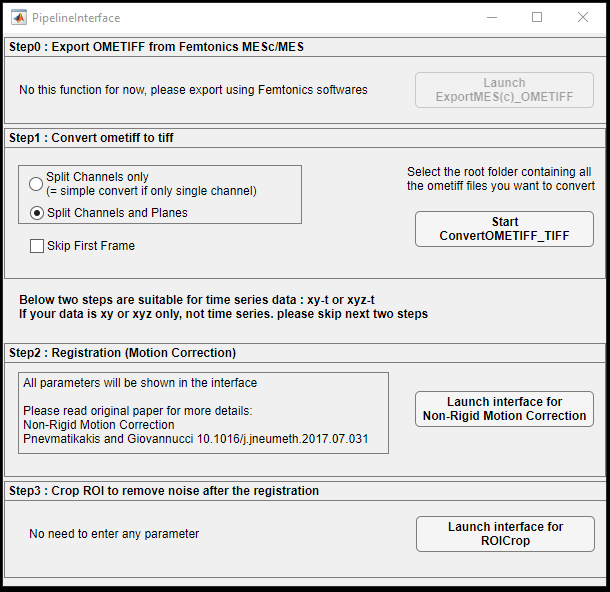 PipelineInterface
Step0 : Export OMETIFF from Femtonics MESc/MES
No this function for now, please export using Femtonics softwares
Launch
ExportMES(c)_OMETIFF
Step1 : Convert ometiff to tiff
Split Channels only
(= simple convert if only single channel)
Split Channels and Planes
Skip First Frame
Select the root folder containing all
the ometiff files you want to convert
Start
ConvertOMETIFF_TIFF
Below two steps are suitable for time series data : xy-t or xyz-t
If your data is xy or xyz only, not time series. please skip next two steps
Step2 : Registration (Motion Correction)
All parameters will be shown in the interface
Please read original paper for more details:
Non-Rigid Motion Correction
Pnevmatikakis and Giovannucci 10.1016/j.jneumeth.2017.07.031
Launch interface for
Non-Rigid Motion Correction
Step3 : Crop ROI to remove noise after the registration
No need to enter any parameter
Launch interface for
ROICrop